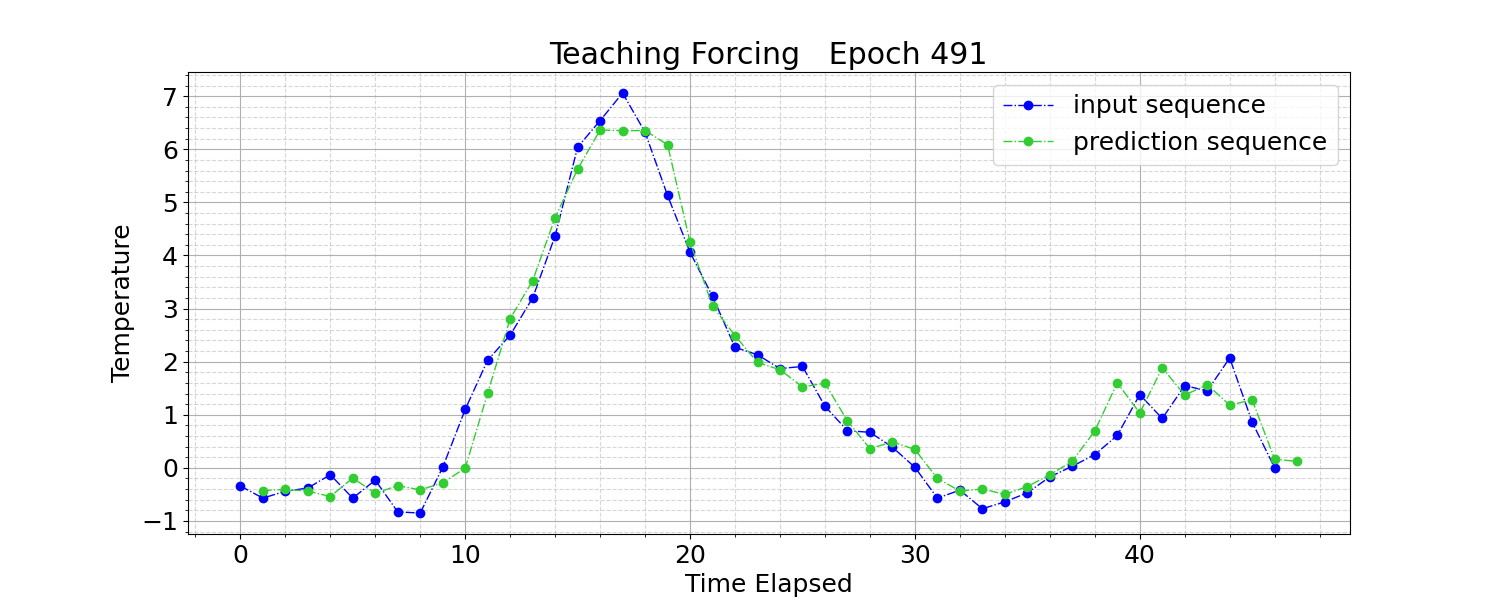 Teaching Forcing   Epoch 491
input sequence
prediction sequence
Temperature
7
6
5
4
3
2
1
0
−1
0 10 20 30 40
Time Elapsed